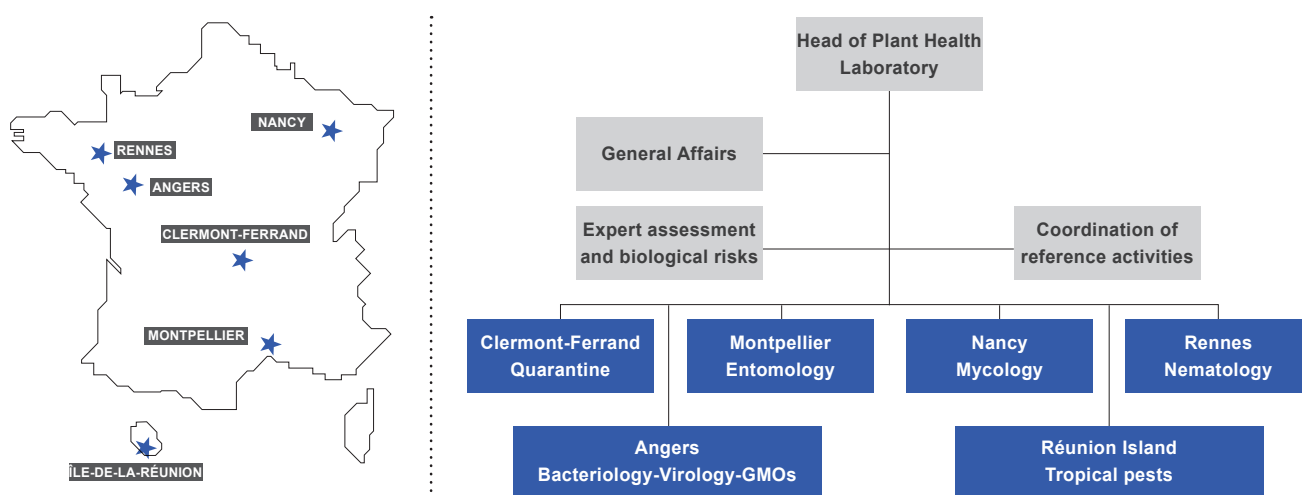 NANCY
RENNES
ANGERS
CLERMONT-FERRAND
MONTPELLIER
ÎLE-DE-LA-RÉUNION
Head of Plant Health
Laboratory
General Affairs
Expert assessment
and biological risks
Coordination of
reference activities
Clermont-Ferrand
Quarantine
Montpellier
Entomology
Nancy
Mycology
Rennes
Nematology
Angers
Bacteriology-Virology-GMOs
Réunion Island
Tropical pests